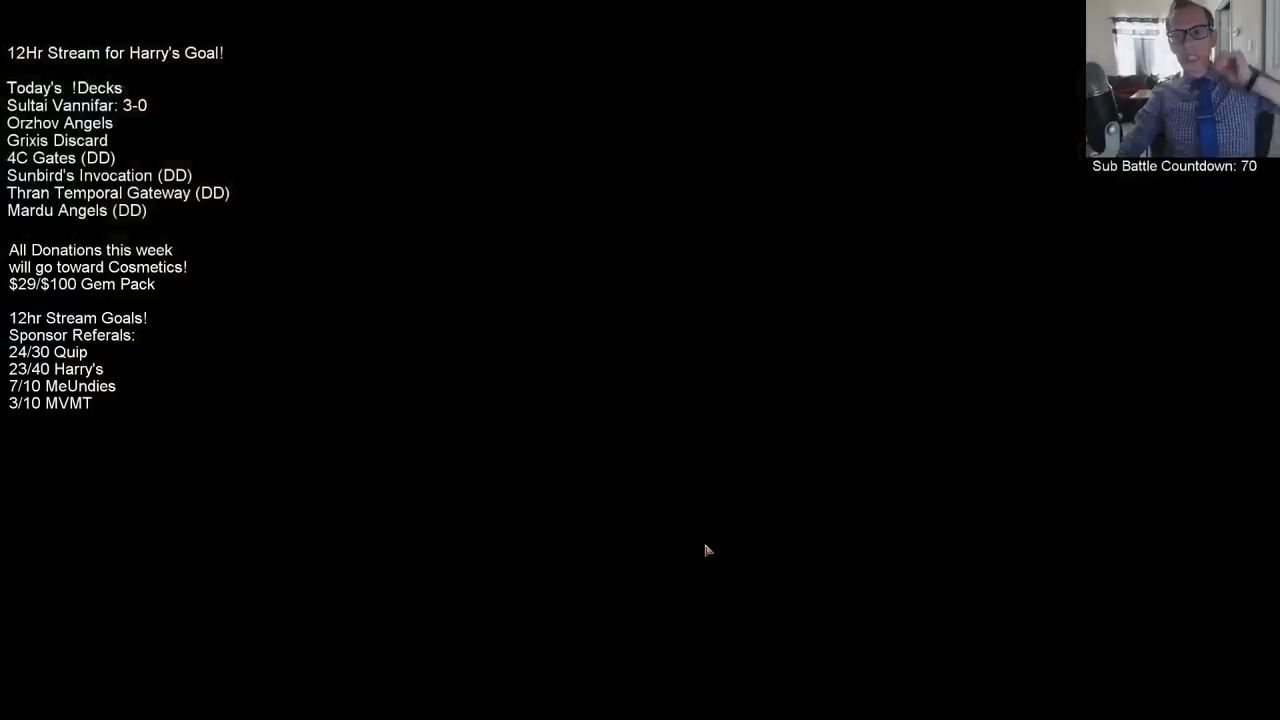 12Hr Stream for Harry's Goal!
Today's !Decks
Sultai Vannifar: 3-0
Orzhov Angels
Grixis Discard
4C Gates (DD)
Sunbird's Invocation (DD)
Thran Temporal Gateway (DD)
Mardu Angels (DD)
All Donations this week
will go toward Cosmetics!
$29/$100 Gem Pack
12hr Stream Goals!
Sponsor Referals:
24/30 Quip
23/40 Harry's
7/10 MeUndies
3/10 MVMT
Sub Battle Countdown: 70